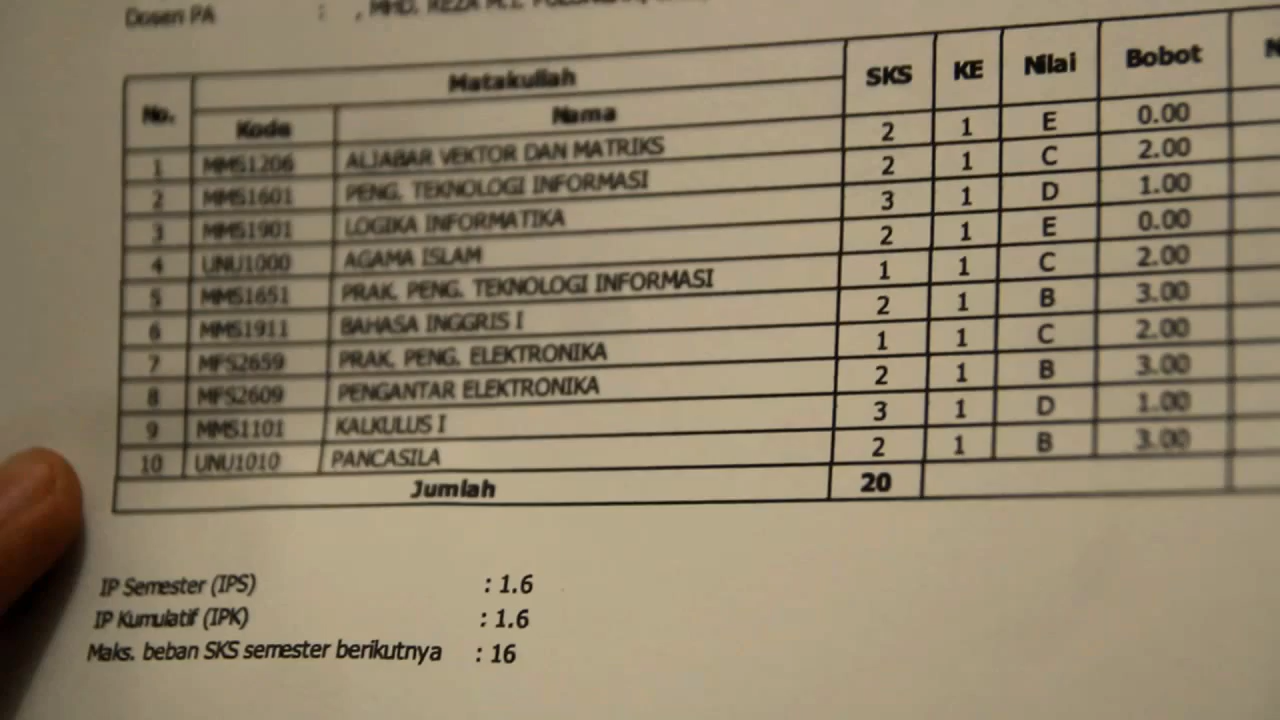 Dosen PA : , MHD. REZA M.I.
No. Matakuliah SKS KE Nilai Bobot N
Kode Nama
1 MMS1206 ALJABAR VEKTOR DAN MATRIKS 2 1 E 0.00
2 MMS1601 PENG. TEKNOLOGI INFORMASI 2 1 C 2.00
3 MMS1901 LOGIKA INFORMATIKA 3 1 D 1.00
4 UNU1000 AGAMA ISLAM 2 1 E 0.00
5 MMS1651 PRAK. PENG. TEKNOLOGI INFORMASI 1 1 C 2.00
6 MMS1911 BAHASA INGGRIS I 2 1 B 3.00
7 MFS2659 PRAK. PENG. ELEKTRONIKA 1 1 C 2.00
8 MFS2609 PENGANTAR ELEKTRONIKA 2 1 B 3.00
9 MMS1101 KALKULUS I 3 1 D 1.00
10 UNU1010 PANCASILA 2 1 B 3.00
Jumlah 20
IP Semester (IPS) : 1.6
IP Kumulatif (IPK) : 1.6
Maks. beban SKS semester berikutnya : 16